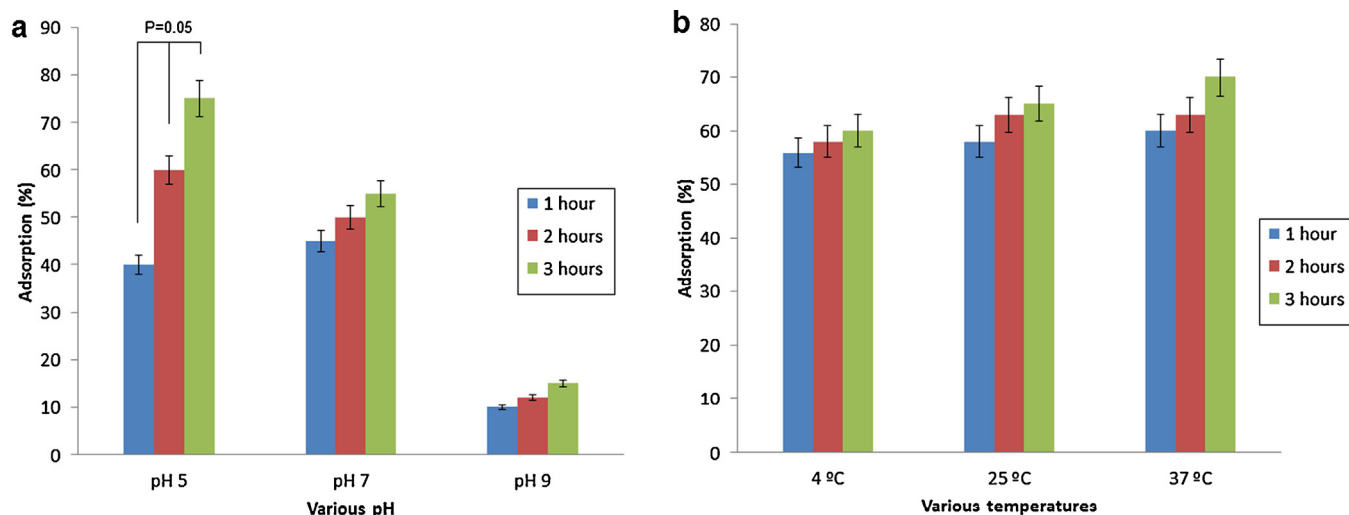 a
P=0.05
90
80
70
60
50
40
30
20
10
0
Adsorption (%)
pH 5
pH 7
pH 9
Various pH
1 hour
2 hours
3 hours
b
80
70
60
50
40
30
20
10
0
Adsorption (%)
4 ºC
25 ºC
37 ºC
Various temperatures
1 hour
2 hours
3 hours